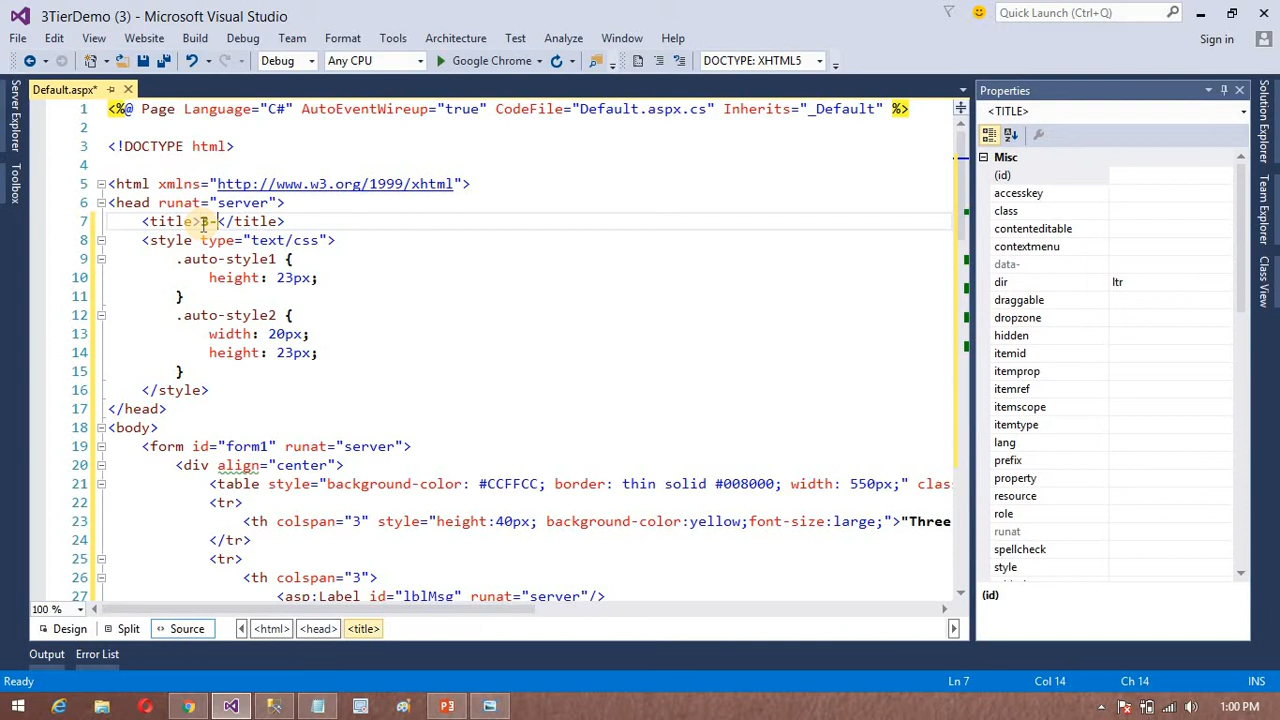 3TierDemo (3) - Microsoft Visual Studio
Quick Launch (Ctrl+Q)
File Edit View Website Build Debug Team Format Tools Architecture Test Analyze Window Help
Sign in
Debug Any CPU Google Chrome DOCTYPE: XHTML5
Default.aspx*
Server Explorer
Toolbox
1 <%@ Page Language="C#" AutoEventWireup="true" CodeFile="Default.aspx.cs" Inherits="_Default" %>
2
3 <!DOCTYPE html>
4
5 <html xmlns="http://www.w3.org/1999/xhtml">
6 <head runat="server">
7 <title>3-</title>
8 <style type="text/css">
9 .auto-style1 {
10 height: 23px;
11 }
12 .auto-style2 {
13 width: 20px;
14 height: 23px;
15 }
16 </style>
17 </head>
18 <body>
19 <form id="form1" runat="server">
20 <div align="center">
21 <table style="background-color: #CCFFCC; border: thin solid #008000; width: 550px;" clas
22 <tr>
23 <th colspan="3" style="height:40px; background-color:yellow;font-size:large;">"Three
24 </tr>
25 <tr>
26 <th colspan="3">
27 <asp:Label id="lblMsg" runat="server"/>
100 %
Design Split Source <html> <head> <title>
Properties
<TITLE>
Misc
(id)
accesskey
class
contenteditable
contextmenu
data-
dir ltr
draggable
dropzone
hidden
itemid
itemprop
itemref
itemscope
itemtype
lang
prefix
property
resource
role
runat
spellcheck
style
(id)
Solution Explorer
Team Explorer
Class View
Output Error List
Ready Ln 7 Col 14 Ch 14 INS
1:00 PM